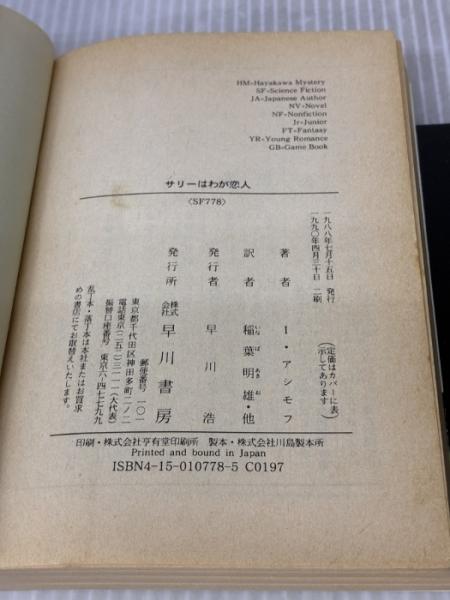 HM=Hayakawa Mystery
SF=Science Fiction
JA=Japanese Author
NV=Novel
NF=Nonfiction
Jr=Junior
FT=Fantasy
YR=Young Romance
GB=Game Book
サリーはわが恋人
〈SF778〉
一九八八年七月十五日 発行
一九九〇年四月三十日 二刷
(定価はカバーに表
示してあります)
著者 I・アシモフ
訳者 稲葉明雄・他
いなばあきお
発行者 早川浩
発行所 株式会社 早川書房
郵便番号 一〇一
東京都千代田区神田多町二ノ二
電話東京(二五二)三一一一(大代表)
振替口座番号 東京六-四七七九九
乱丁本・落丁本は本社またはお買求
めの書店にてお取替えいたします。
印刷・株式会社亨有堂印刷所 製本・株式会社川島製本所
Printed and bound in Japan
ISBN4-15-010778-5 C0197